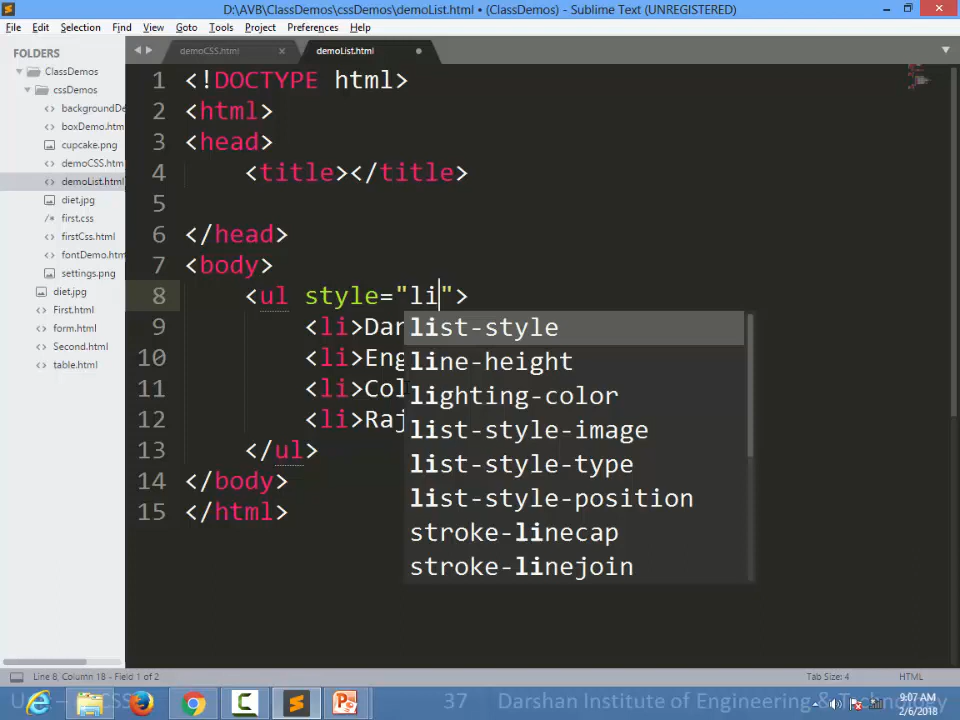 D:\AVB\ClassDemos\cssDemos\demoList.html • (ClassDemos) - Sublime Text (UNREGISTERED)
File Edit Selection Find View Goto Tools Project Preferences Help
FOLDERS
ClassDemos
cssDemos
backgroundDe
boxDemo.htm
cupcake.png
demoCSS.htm
demoList.html
diet.jpg
first.css
firstCss.html
fontDemo.htm
settings.png
diet.jpg
First.html
form.html
Second.html
table.html
demoCSS.html × demoList.html
1 <!DOCTYPE html>
2 <html>
3 <head>
4 <title></title>
5
6 </head>
7 <body>
8 <ul style="li">
9 <li>Dar
10 <li>Eng
11 <li>Col
12 <li>Raj
13 </ul>
14 </body>
15 </html>
list-style
line-height
lighting-color
list-style-image
list-style-type
list-style-position
stroke-linecap
stroke-linejoin
Line 8, Column 18 - Field 1 of 2 Tab Size: 4 HTML
37 Darshan Institute of Engineering & Technology
9:07 AM
2/6/2018